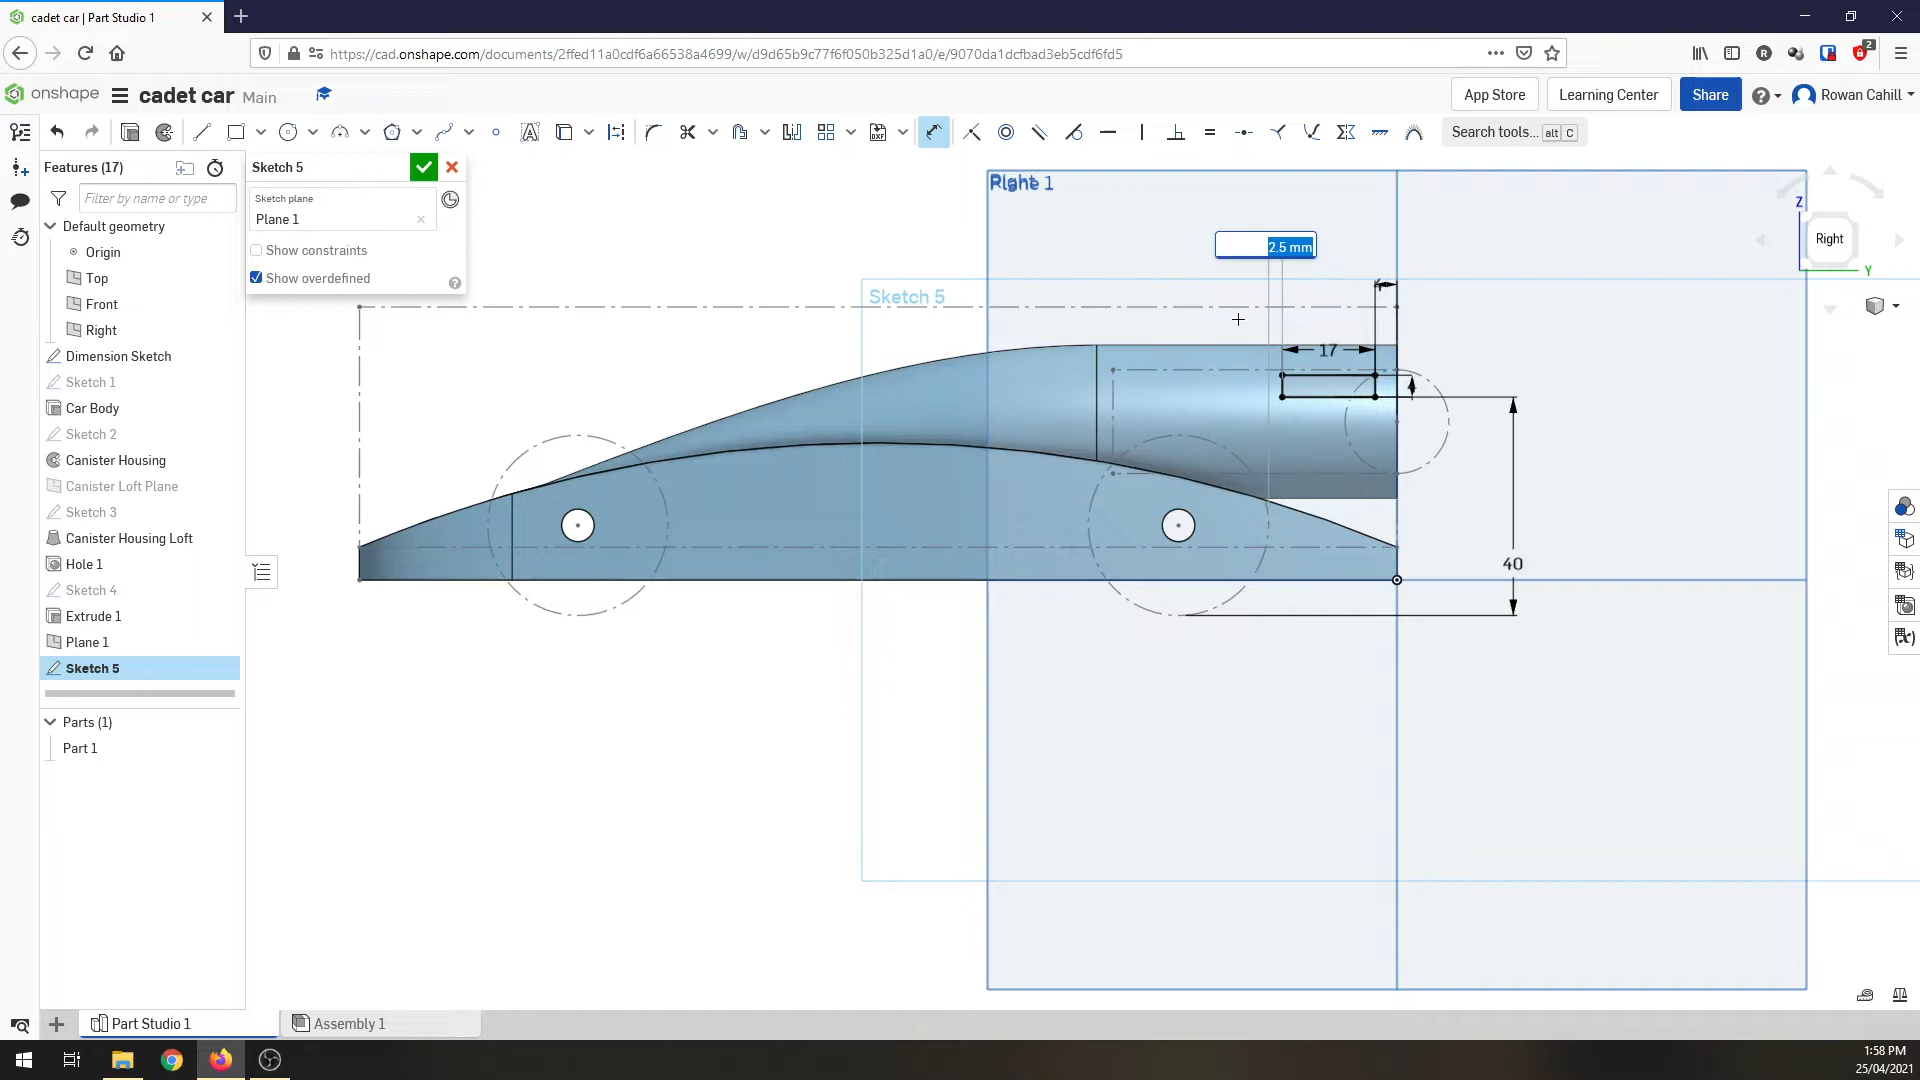 cadet car | Part Studio 1
https://cad.onshape.com/documents/2ffed11a0cdf6a66538a4699/w/d9d65b9c77f6f050b325d1a0/e/9070da1dcfbad3eb5cdf6fd5
2
onshape
cadet car Main
App Store
Learning Center
Share
Rowan Cahill
Search tools... alt C
Features (17)
Filter by name or type
Default geometry
Origin
Top
Front
Right
Dimension Sketch
Sketch 1
Car Body
Sketch 2
Canister Housing
Canister Loft Plane
Sketch 3
Canister Housing Loft
Hole 1
Sketch 4
Extrude 1
Plane 1
Sketch 5
Parts (1)
Part 1
Sketch 5
Sketch plane
Plane 1
Show constraints
Show overdefined
Sketch 5
2.5 mm
17
4
40
Z
Right
Y
Part Studio 1
Assembly 1
1:58 PM
25/04/2021